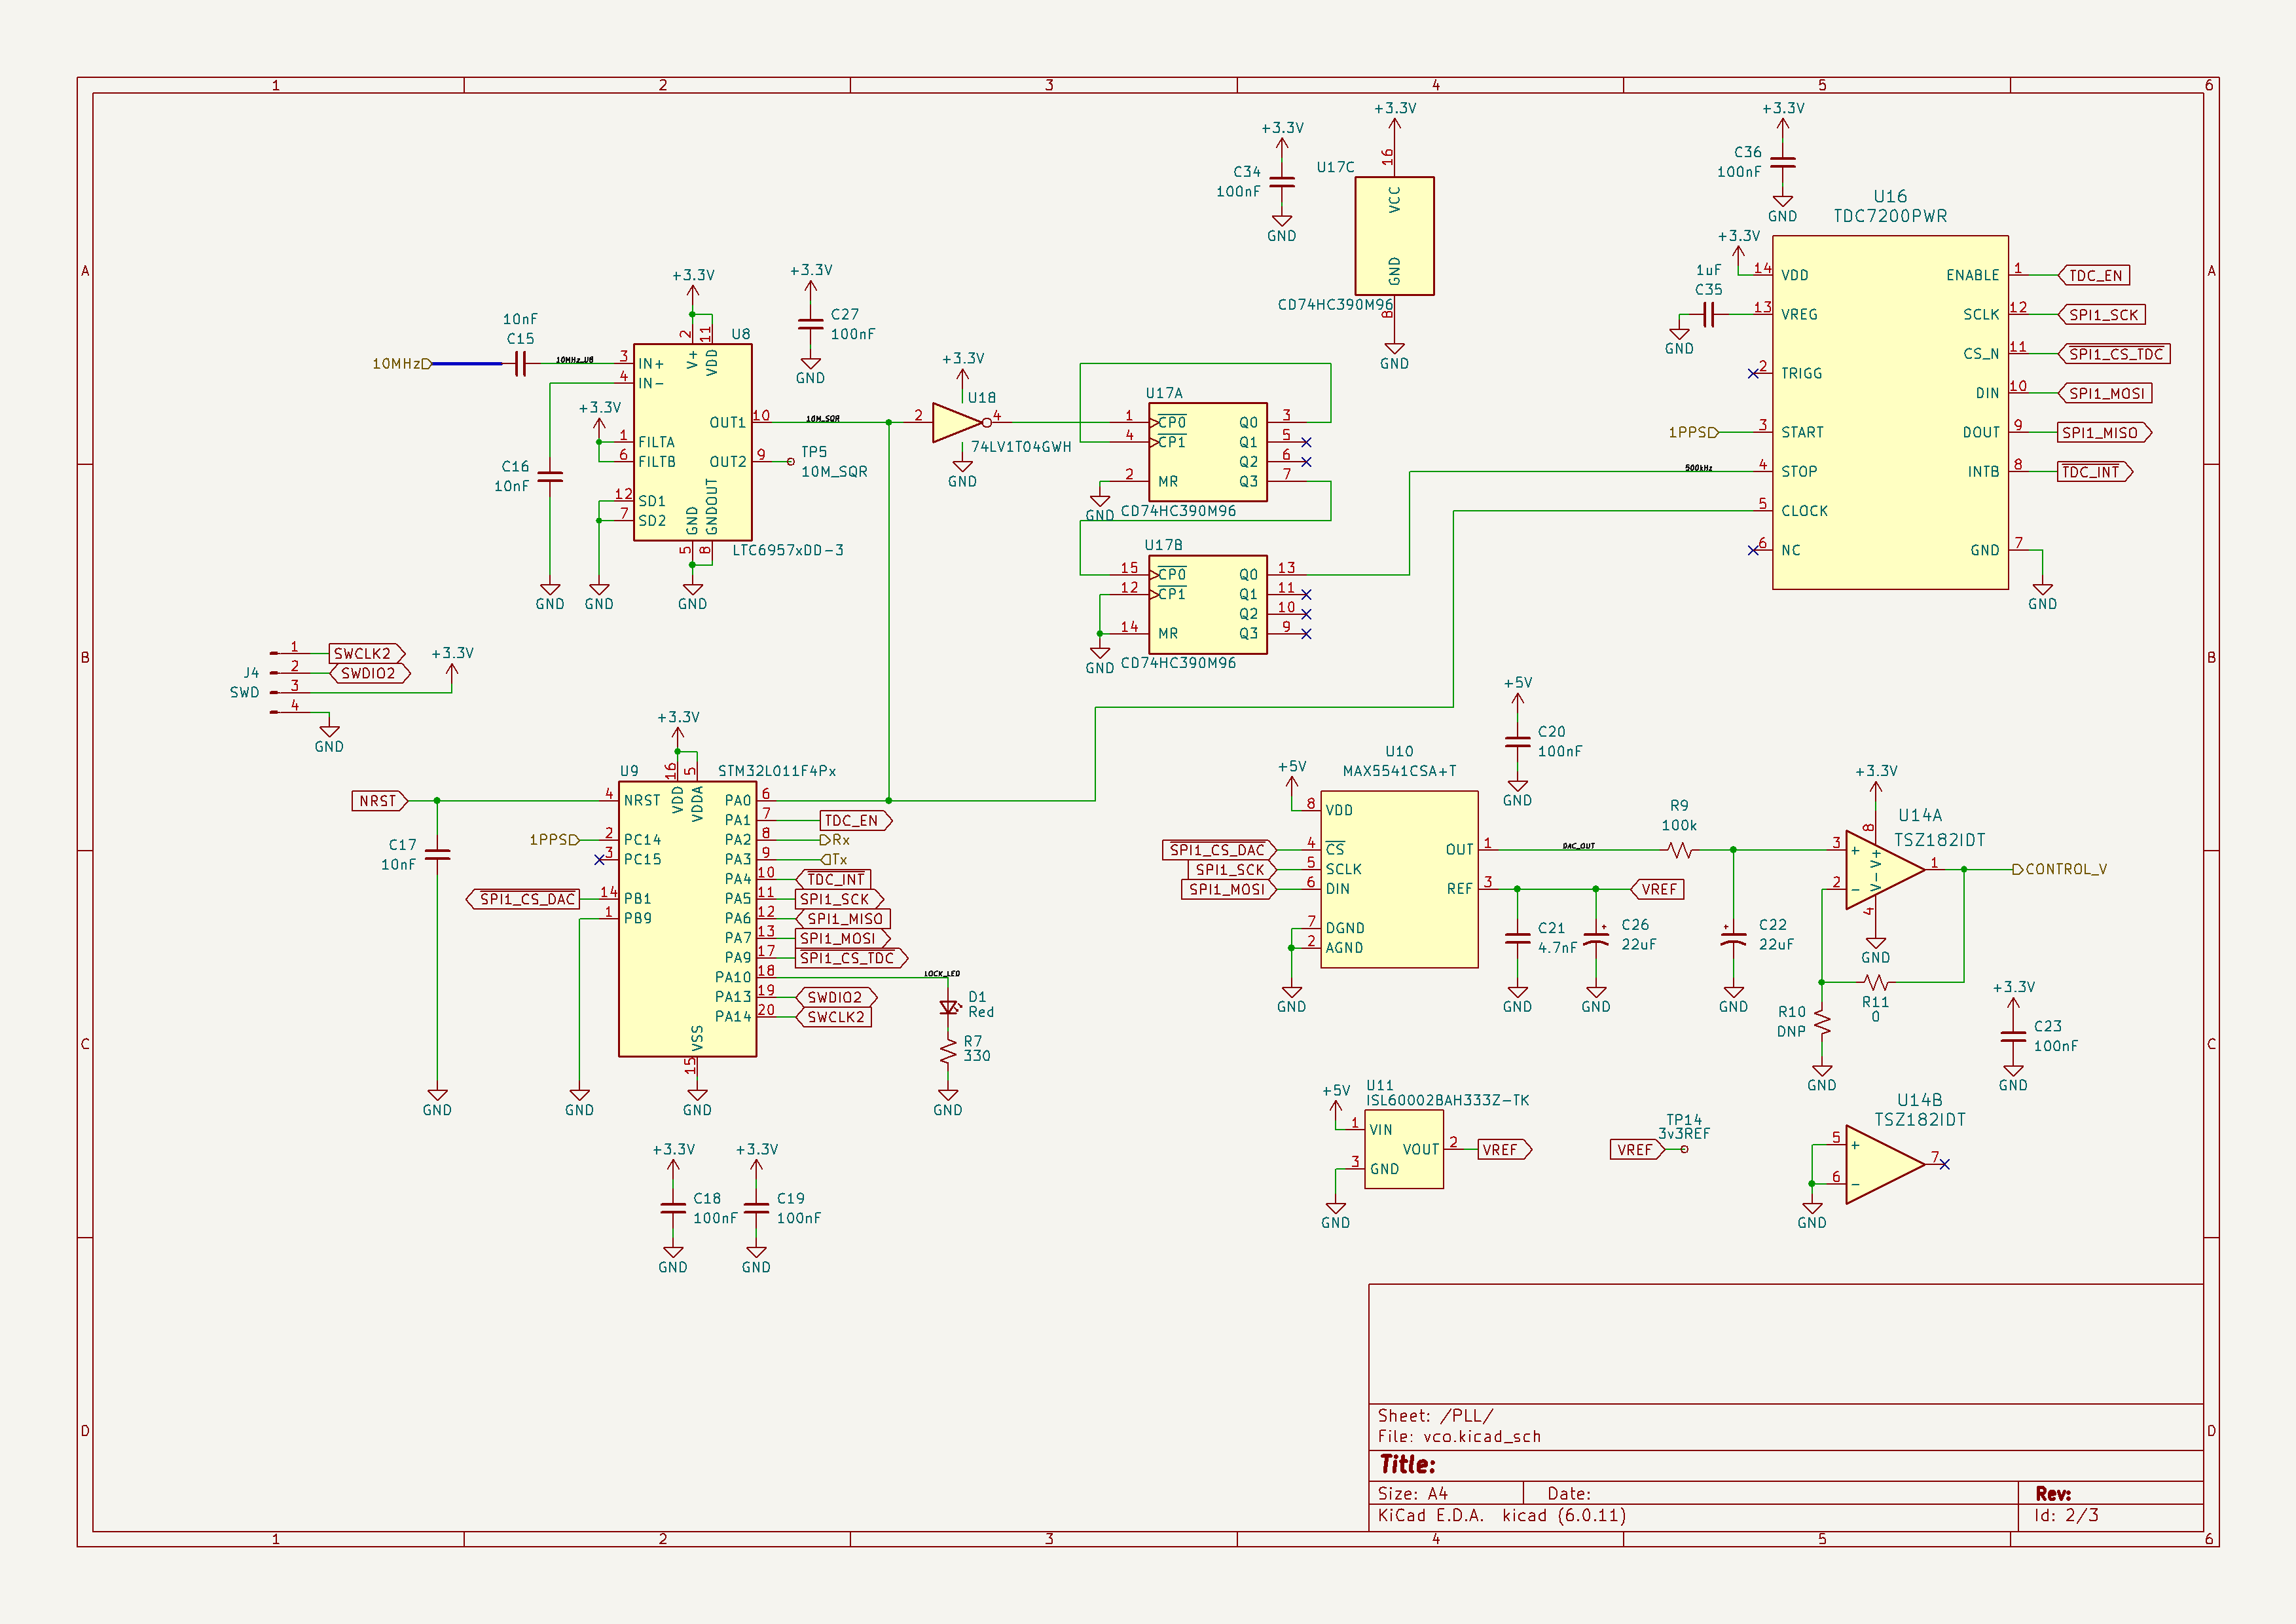 1 2 3 4 5 6
A
B
C
D
A
B
C
D
1 2 3 4 5 6
+3.3V
C34
100nF
GND
+3.3V
16
U17C
VCC
GND
CD74HC390M96
8
GND
+3.3V
C36
100nF
GND
U16
TDC7200PWR
+3.3V
1uF
C35
GND
14 VDD
13 VREG
2 TRIGG
1PPS 3 START
500kHz 4 STOP
5 CLOCK
6 NC
ENABLE 1 TDC_EN
SCLK 12 SPI1_SCK
CS_N 11 SPI1_CS_TDC
DIN 10 SPI1_MOSI
DOUT 9 SPI1_MISO
INTB 8 TDC_INT
GND 7
GND
10MHz
10nF
C15
10MHz_U8
+3.3V
+3.3V
C27
100nF
GND
U8
2 V+
11 VDD
3 IN+
4 IN-
+3.3V
1 FILTA
6 FILTB
12 SD1
7 SD2
OUT1 10 10M_SQR
OUT2 9 TP5
10M_SQR
GND 5
GNDOUT 8
LTC6957xDD-3
C16
10nF
GND
GND
GND
+3.3V
U18
2 4
74LV1T04GWH
GND
U17A
1 CP0
4 CP1
2 MR
Q0 3
Q1 5
Q2 6
Q3 7
GND
CD74HC390M96
U17B
15 CP0
12 CP1
14 MR
Q0 13
Q1 11
Q2 10
Q3 9
GND
CD74HC390M96
J4
SWD
1 SWCLK2
2 SWDIO2
3 +3.3V
4
GND
+3.3V
U9
STM32L011F4Px
16 VDD
5 VDDA
NRST 4 NRST
C17
10nF
GND
1PPS 2 PC14
3 PC15
SPI1_CS_DAC 14 PB1
1 PB9
GND
PA0 6
PA1 7 TDC_EN
PA2 8 Rx
PA3 9 Tx
PA4 10 TDC_INT
PA5 11 SPI1_SCK
PA6 12 SPI1_MISO
PA7 13 SPI1_MOSI
PA9 17 SPI1_CS_TDC
PA10 18 LOCK_LED
PA13 19 SWDIO2
PA14 20 SWCLK2
VSS 15
GND
D1
Red
R7
330
GND
+3.3V
C18
100nF
GND
+3.3V
C19
100nF
GND
+5V
C20
100nF
GND
U10
MAX5541CSA+T
+5V
8 VDD
SPI1_CS_DAC 4 CS
SPI1_SCK 5 SCLK
SPI1_MOSI 6 DIN
7 DGND
2 AGND
GND
OUT 1 DAC_OUT
REF 3 VREF
C21
4.7nF
GND
C26
22uF
GND
R9
100k
C22
22uF
GND
+3.3V
U14A
TSZ182IDT
8 V+
3 +
2 -
4 V-
1
GND
CONTROL_V
R11
0
R10
DNP
GND
+3.3V
C23
100nF
GND
+5V
U11
ISL60002BAH333Z-TK
1 VIN
VOUT 2 VREF
3 GND
GND
TP14
3v3REF
VREF
U14B
TSZ182IDT
5 +
6 -
7
GND
Sheet: /PLL/
File: vco.kicad_sch
Title:
Size: A4 Date: Rev:
KiCad E.D.A. kicad (6.0.11) Id: 2/3